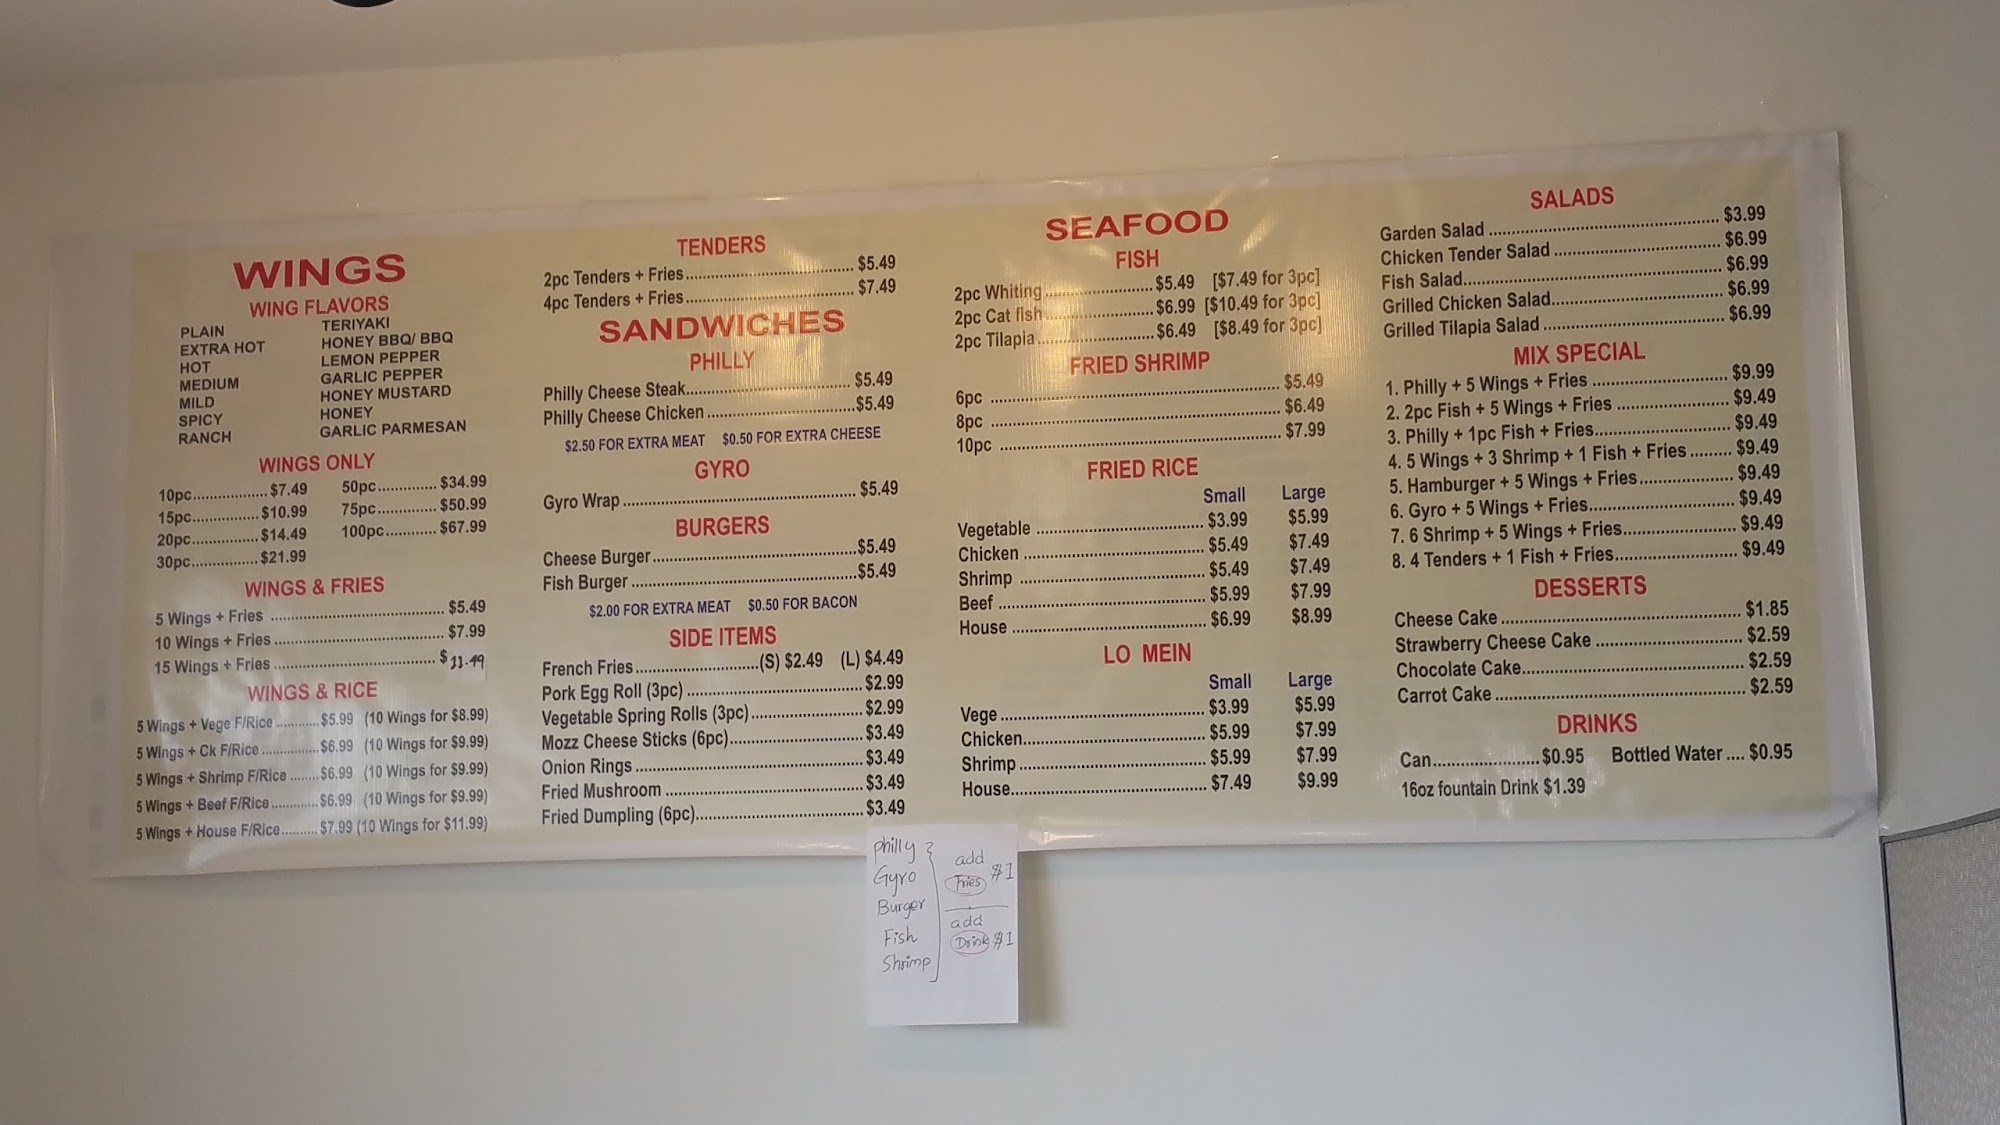 WINGS
WING FLAVORS
PLAIN
EXTRA HOT
HOT
MEDIUM
MILD
SPICY
RANCH
TERIYAKI
HONEY BBQ/ BBQ
LEMON PEPPER
GARLIC PEPPER
HONEY MUSTARD
HONEY
GARLIC PARMESAN
WINGS ONLY
10pc.................. $7.49
15pc................ $10.99
20pc................ $14.49
30pc................ $21.99
50pc............. $34.99
75pc............. $50.99
100pc........... $67.99
WINGS & FRIES
5 Wings + Fries ........................................ $5.49
10 Wings + Fries ....................................... $7.99
15 Wings + Fries ..................................... $ 11.49
WINGS & RICE
5 Wings + Vege F/Rice ...........$5.99 (10 Wings for $8.99)
5 Wings + Ck F/Rice ...............$6.99 (10 Wings for $9.99)
5 Wings + Shrimp F/Rice ........$6.99 (10 Wings for $9.99)
5 Wings + Beef F/Rice.............$6.99 (10 Wings for $9.99)
5 Wings + House F/Rice..........$7.99 (10 Wings for $11.99)
TENDERS
2pc Tenders + Fries...................................... $5.49
4pc Tenders + Fries...................................... $7.49
SANDWICHES
PHILLY
Philly Cheese Steak..................................... $5.49
Philly Cheese Chicken .................................$5.49
$2.50 FOR EXTRA MEAT $0.50 FOR EXTRA CHEESE
GYRO
Gyro Wrap .................................................... $5.49
BURGERS
Cheese Burger..............................................$5.49
Fish Burger ..................................................$5.49
$2.00 FOR EXTRA MEAT $0.50 FOR BACON
SIDE ITEMS
French Fries...........................(S) $2.49 (L) $4.49
Pork Egg Roll (3pc) ....................................... $2.99
Vegetable Spring Rolls (3pc)......................... $2.99
Mozz Cheese Sticks (6pc).............................. $3.49
Onion Rings ................................................... $3.49
Fried Mushroom ............................................ $3.49
Fried Dumpling (6pc)...................................... $3.49
SEAFOOD
FISH
2pc Whiting........................$5.49 [$7.49 for 3pc]
2pc Cat fish........................$6.99 [$10.49 for 3pc]
2pc Tilapia..........................$6.49 [$8.49 for 3pc]
FRIED SHRIMP
6pc ................................................................ $5.49
8pc ................................................................ $6.49
10pc .............................................................. $7.99
FRIED RICE
Small Large
Vegetable ..................................... $3.99 $5.99
Chicken ........................................ $5.49 $7.49
Shrimp ......................................... $5.49 $7.49
Beef .............................................. $5.99 $7.99
House ........................................... $6.99 $8.99
LO MEIN
Small Large
Vege .............................................. $3.99 $5.99
Chicken......................................... $5.99 $7.99
Shrimp .......................................... $5.99 $7.99
House............................................ $7.49 $9.99
SALADS
Garden Salad ..................................................... $3.99
Chicken Tender Salad ...................................... $6.99
Fish Salad........................................................... $6.99
Grilled Chicken Salad....................................... $6.99
Grilled Tilapia Salad ......................................... $6.99
MIX SPECIAL
1. Philly + 5 Wings + Fries ............................... $9.99
2. 2pc Fish + 5 Wings + Fries ......................... $9.49
3. Philly + 1pc Fish + Fries.............................. $9.49
4. 5 Wings + 3 Shrimp + 1 Fish + Fries ......... $9.49
5. Hamburger + 5 Wings + Fries..................... $9.49
6. Gyro + 5 Wings + Fries................................ $9.49
7. 6 Shrimp + 5 Wings + Fries......................... $9.49
8. 4 Tenders + 1 Fish + Fries........................... $9.49
DESSERTS
Cheese Cake ...................................................... $1.85
Strawberry Cheese Cake ................................. $2.59
Chocolate Cake................................................. $2.59
Carrot Cake ....................................................... $2.59
DRINKS
Can......................$0.95 Bottled Water .... $0.95
16oz fountain Drink $1.39
philly
Gyro
Burger
Fish
Shrimp
add
Fries $1
add
Drink $1